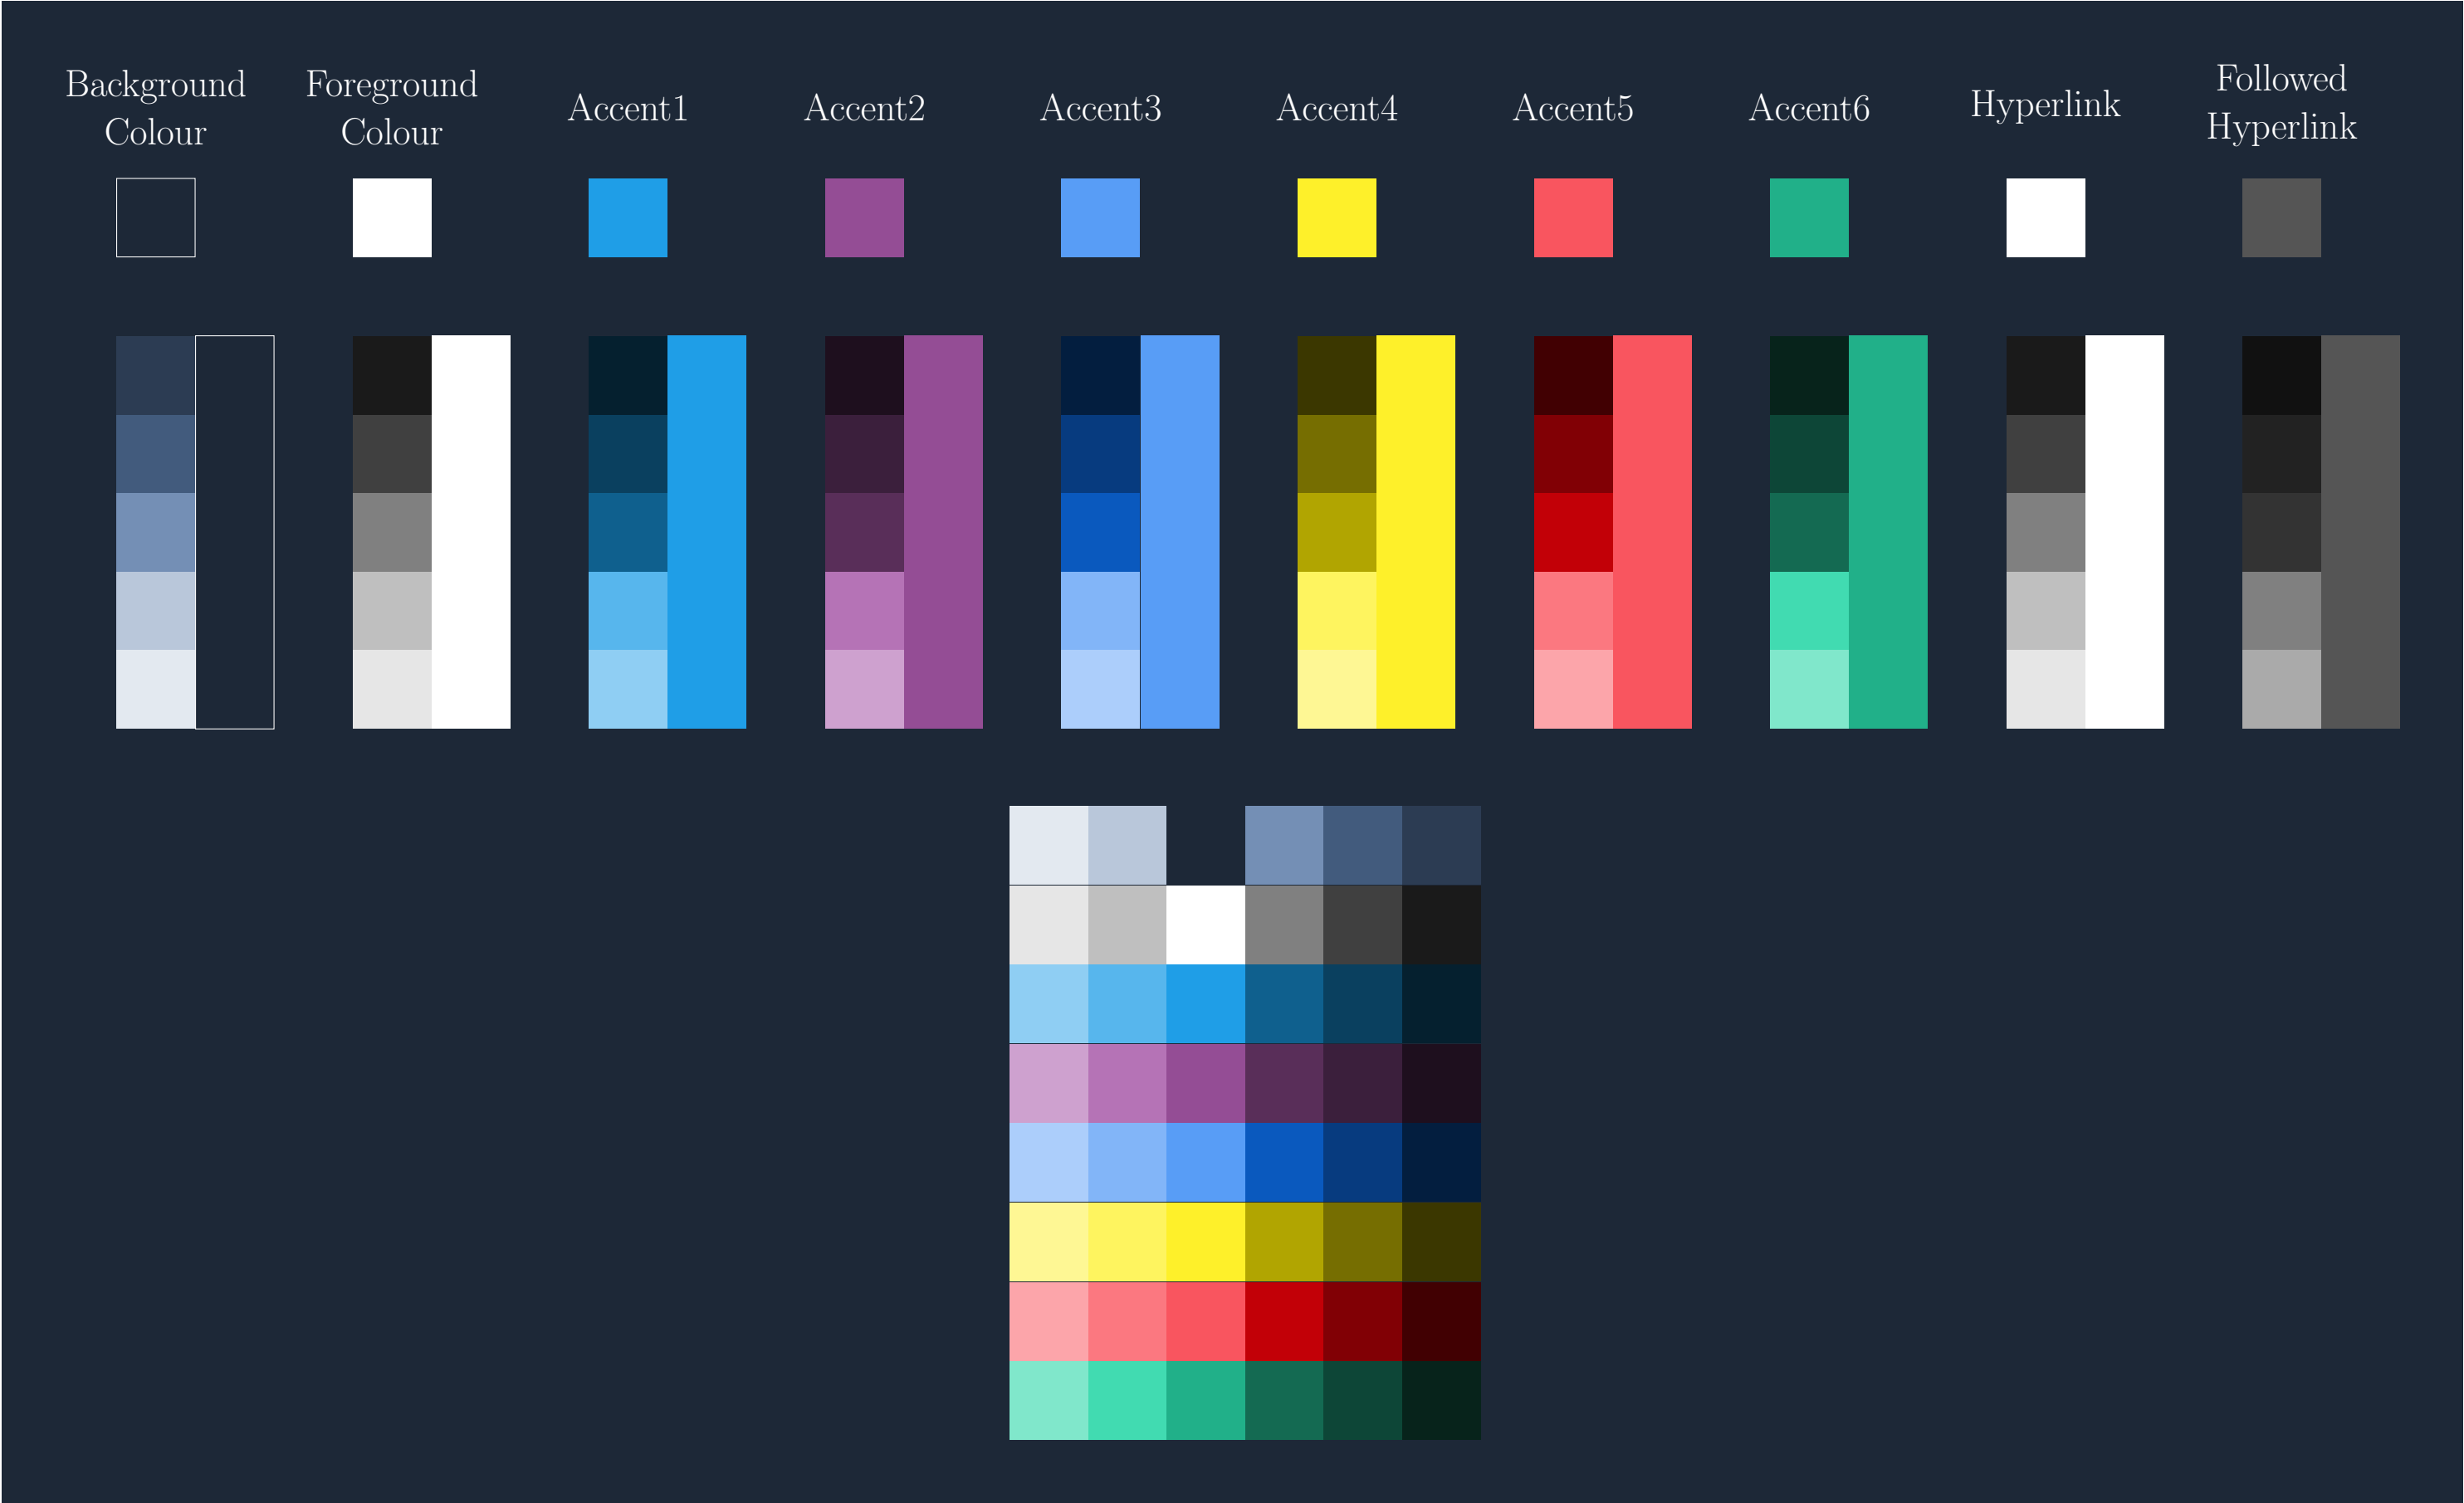 Background
Colour
Foreground
Colour
Accent1
Accent2
Accent3
Accent4
Accent5
Accent6
Hyperlink
Followed
Hyperlink